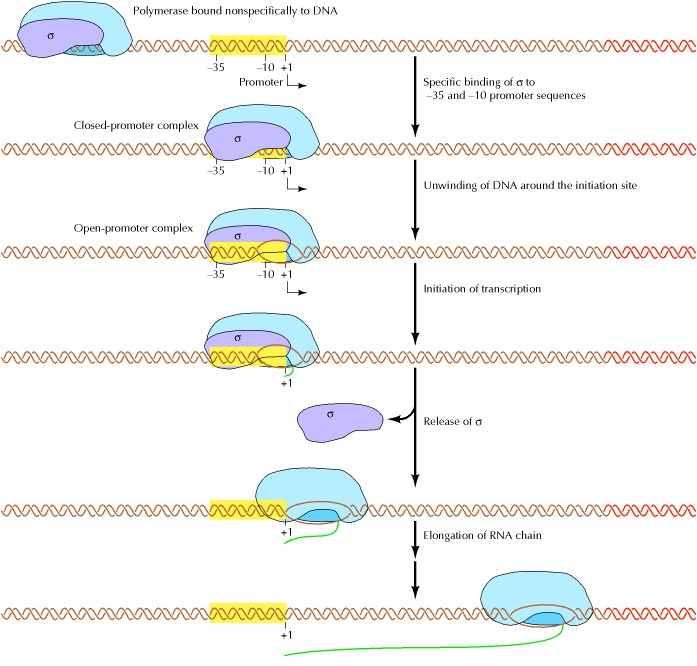 Polymerase bound nonspecifically to DNA
σ
–35 –10 +1
Promoter
Specific binding of σ to
–35 and –10 promoter sequences
Closed-promoter complex
σ
–35 –10 +1
Unwinding of DNA around the initiation site
Open-promoter complex
σ
–35 –10 +1
Initiation of transcription
σ
+1
σ
Release of σ
+1
Elongation of RNA chain
+1